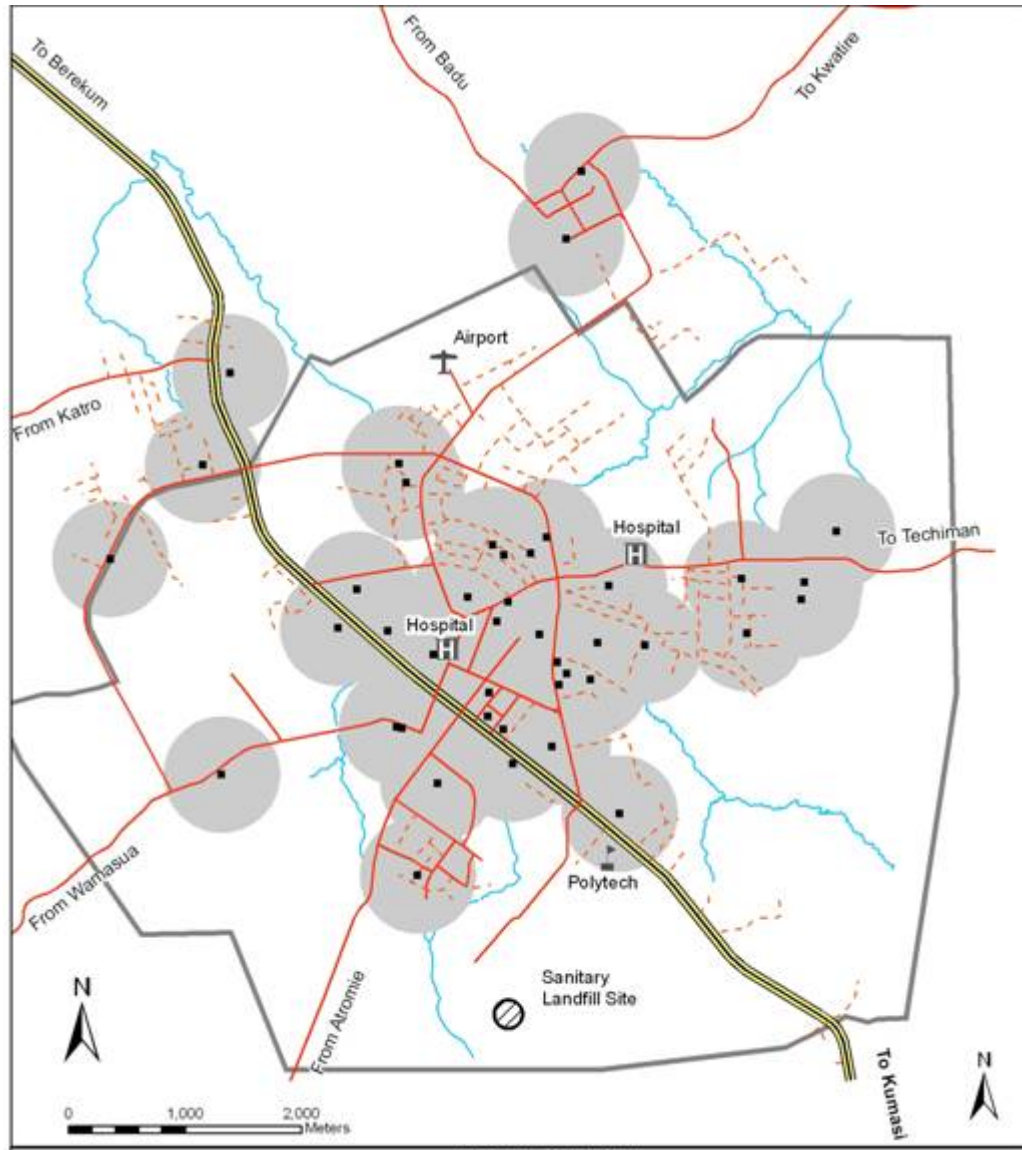 To Berekum
From Badu
To Kwatire
Airport
From Katro
Hospital
To Techiman
Hospital
From Wamasua
Polytech
From Atromie
Sanitary
Landfill Site
N
N
To Kumasi
0 1,000 2,000
Meters
H
H